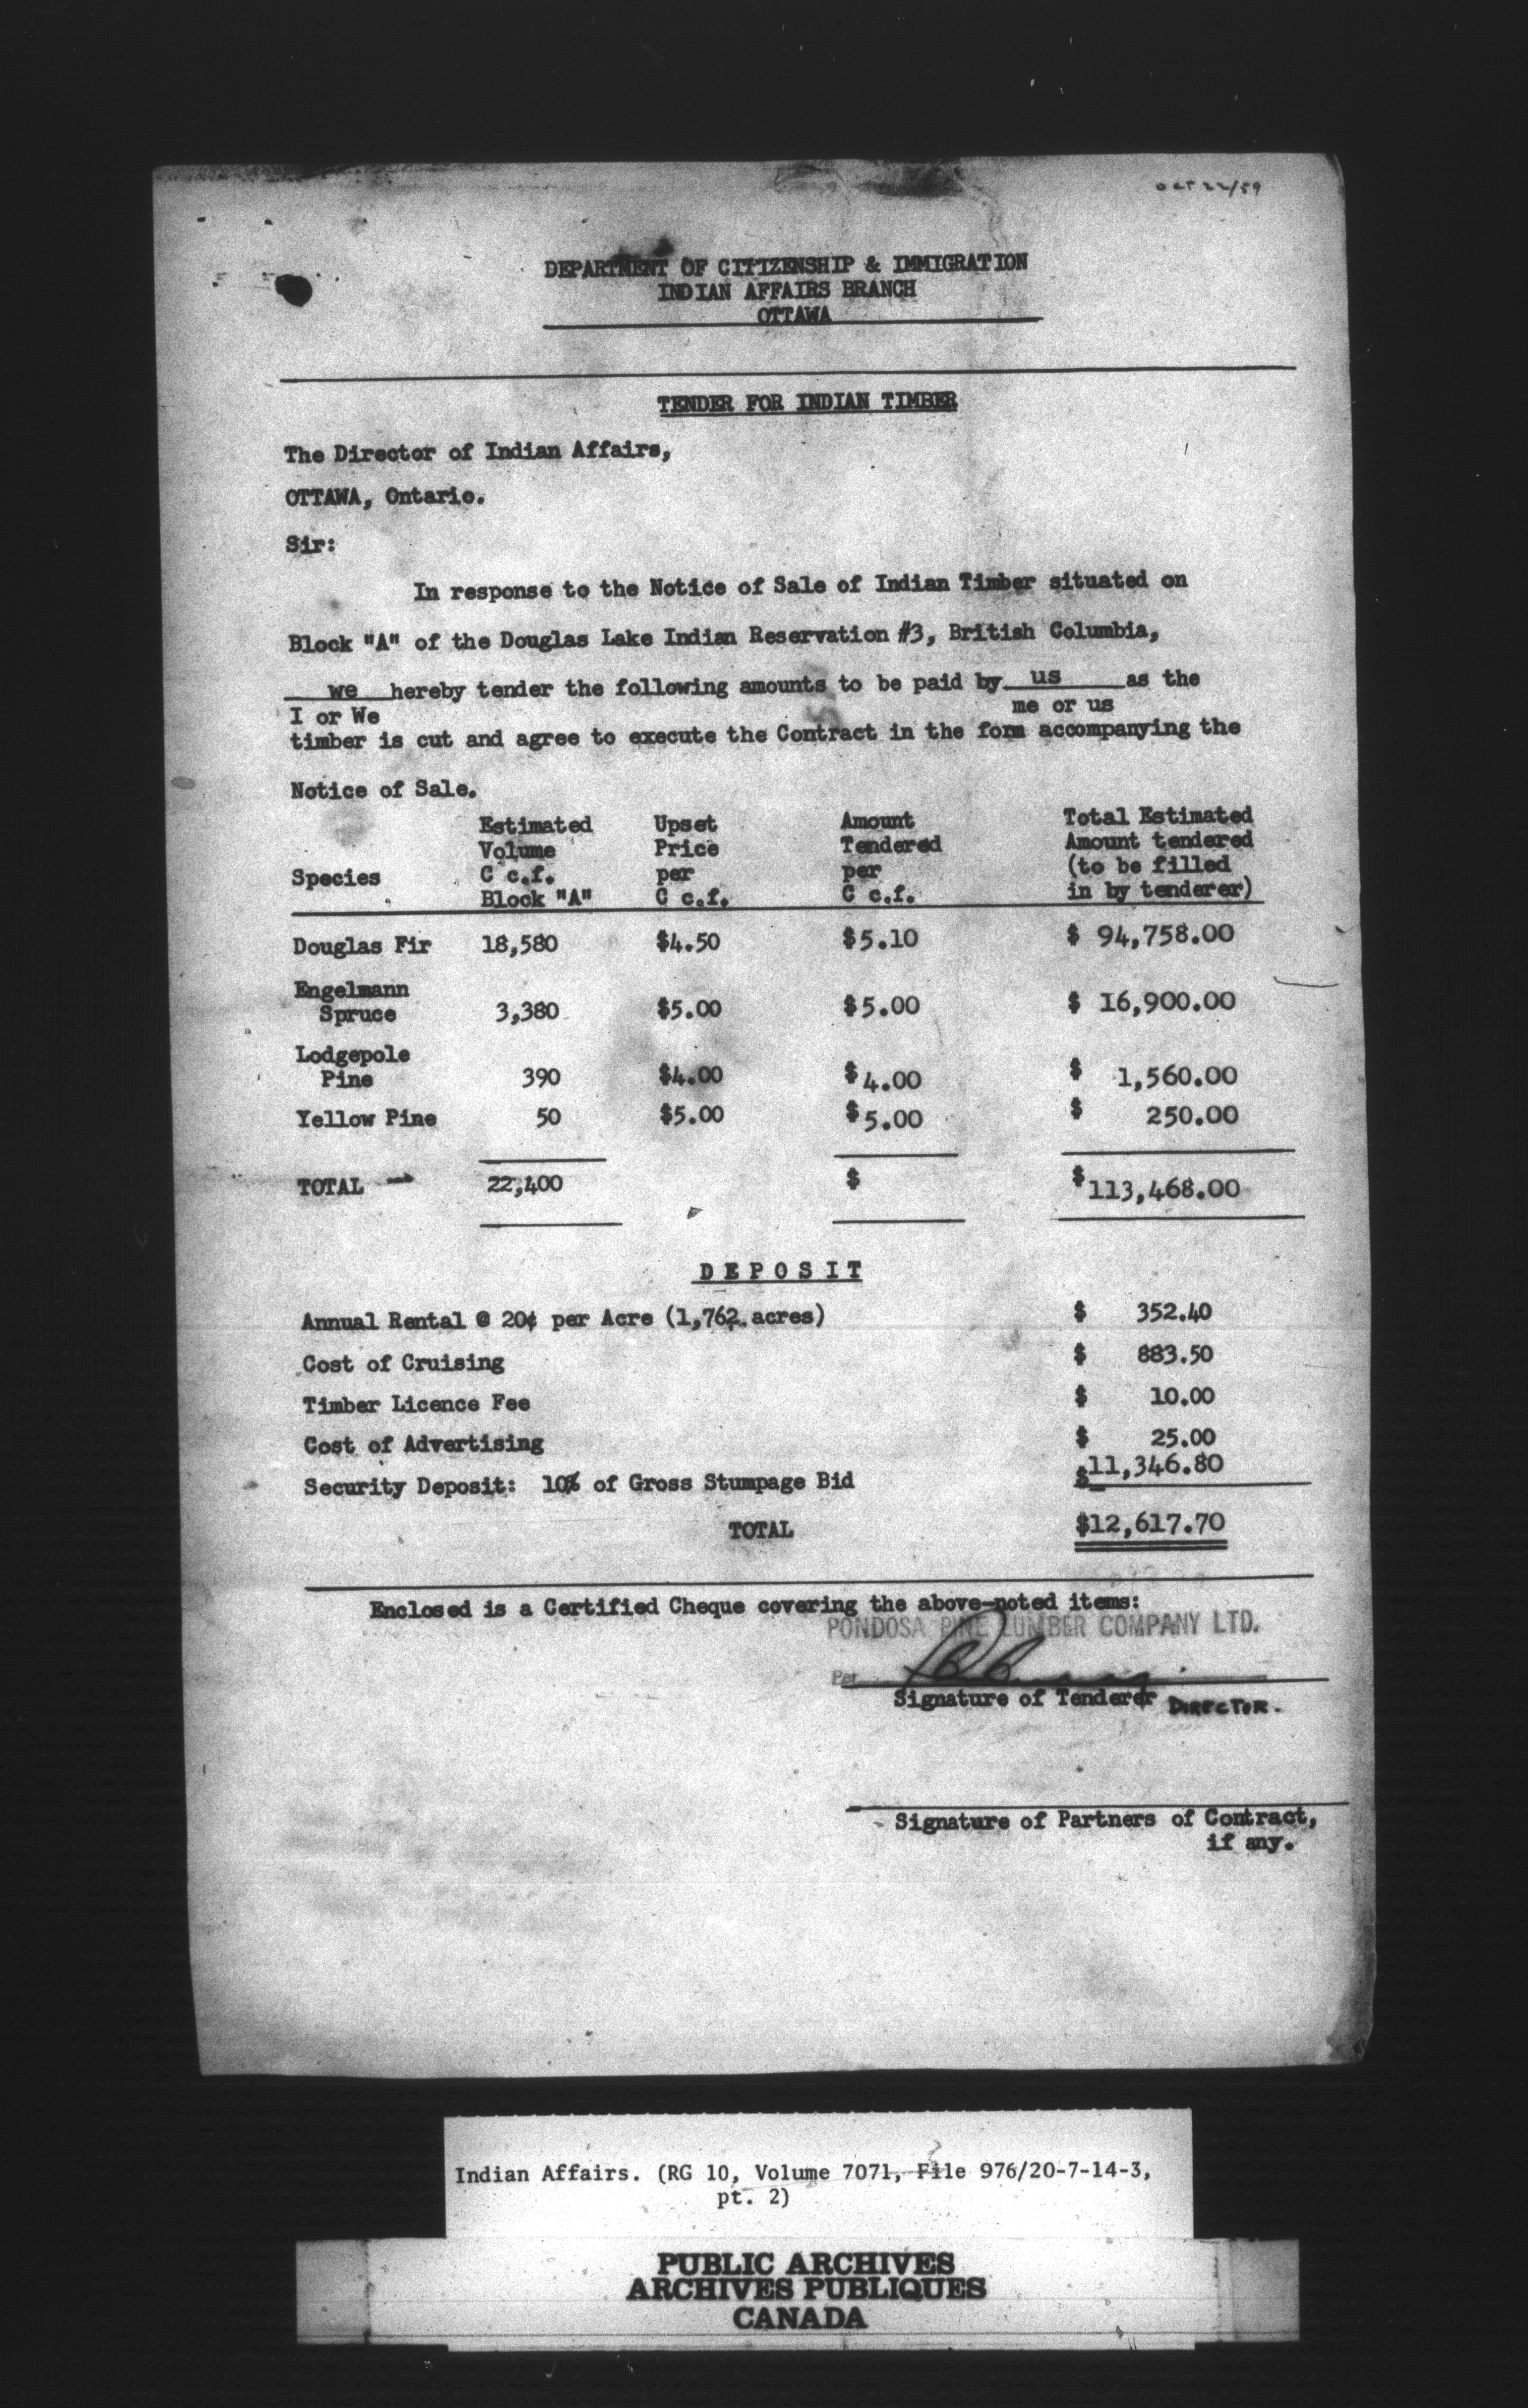 OCT 22/59
DEPARTMENT OF CITIZENSHIP & IMMIGRATION
INDIAN AFFAIRS BRANCH
OTTAWA
TENDER FOR INDIAN TIMBER
The Director of Indian Affairs,
OTTAWA, Ontario.
Sir:
In response to the Notice of Sale of Indian Timber situated on
Block "A" of the Douglas Lake Indian Reservation #3, British Columbia,
we hereby tender the following amounts to be paid by us as the
I or We me or us
timber is cut and agree to execute the Contract in the form accompanying the
Notice of Sale.
Estimated Upset Amount Total Estimated
Volume Price Tendered Amount tendered
Species C c.f. per per (to be filled
Block "A" C c.f. C c.f. in by tenderer)
Douglas Fir 18,580 $4.50 $5.10 $ 94,758.00
Engelmann
Spruce 3,380 $5.00 $5.00 $ 16,900.00
Lodgepole
Pine 390 $4.00 $4.00 $ 1,560.00
Yellow Pine 50 $5.00 $5.00 $ 250.00
TOTAL 22,400 $ $113,468.00
DEPOSIT
Annual Rental @ 20¢ per Acre (1,762 acres) $ 352.40
Cost of Cruising $ 883.50
Timber Licence Fee $ 10.00
Cost of Advertising $ 25.00
Security Deposit: 10% of Gross Stumpage Bid $11,346.80
TOTAL $12,617.70
Enclosed is a Certified Cheque covering the above-noted items:
PONDOSA PINE LUMBER COMPANY LTD.
Per
Signature of Tenderer DIRECTOR.
Signature of Partners of Contract,
if any.
Indian Affairs. (RG 10, Volume 7071, File 976/20-7-14-3,
pt. 2)
PUBLIC ARCHIVES
ARCHIVES PUBLIQUES
CANADA